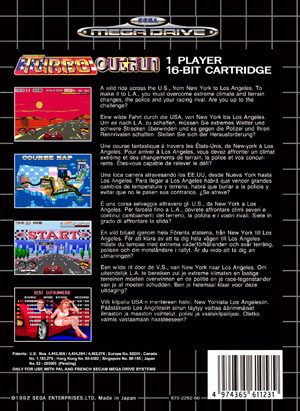 SEGA
MEGA DRIVE
TURBO OUTRUN 1 PLAYER
16-BIT CARTRIDGE
A wild ride across the U.S., from New York to Los Angeles. To
make it to L.A., you must overcome extreme climate and terrain
changes, the police and your racing rival. Are you up to the
challenge?
Eine wilde Fahrt durch die USA, von New York bis Los Angeles.
Um es nach L.A. zu schaffen, müssen Sie extremes Wetter und
schwere Strecken überwinden und es gegen die Polizei und Ihren
Rennrivalen schaffen. Stellen Sie sich der Herausforderung?
Une course fantastique à travers les États-Unis, de New-York à Los
Angeles. Pour arriver à Los Angeles, vous devez affronter un climat
extrême et des changements de terrain, la police et vos concur-
rents. Êtes-vous capable de relever le défi?
Una loca carrera atravesando los EE.UU, desde Nueva York hasta
Los Angeles. Para llegar a Los Angeles habrá que vencer grandes
cambios de temperatura y terreno, habrá que burlar a la policía y
evitar que no le pasen sus contrarios. ¿Se atreve?
E una corsa selvaggia attraverso gli U.S., da New York a Los
Angeles. Per farcela fino a L.A., dovrete affrontare climi severi e
continui cambiamenti del terreno, la polizia e i vostri rivali. Siete in
grado di affrontare la sfida?
En vild biljakt igenom hela Förenta staterna, från New York till Los
Angeles. För att klara av att ta dig hela vägen till Los Angeles
måste du kämpa med extrema väderförhållanden och svår terräng,
polisen och din motståndare i rallyt. Är du redo att ta dig an
utmaningen?
Een wilde rit door de V.S., van New York naar Los Angeles. Om
uiteindelijk L.A. te bereiken zul je extreme klimaten en lastige
terreinen moeten overwinnen en de politie en je race-tegenstander
van je af moeten schudden. Ben je helemaal klaar voor deze
uitdaging?
Villi kilpailu USA:n mantereen halki, New Yorkista Los Angelesiin.
Päästäksesi Los Angelesiin sinun täytyy voittaa äärimmäiset
ilmaston ja maaston vaihtelut, poliisi ja vastakilpailijasi. Oletko
valmis vastaamaan haasteeseen?
COURSE MAP
START
Patents: U.S. Nos. 4,442,486 / 4,454,594 / 4,462,076; Europe No. 80244; Canada
No. 1,183,276; Hong Kong No. 88-4302; Singapore No. 88-155; Japan
No. 82-205605 (Pending)
ONLY FOR USE WITH PAL AND FRENCH SECAM MEGA DRIVE SYSTEMS
©1992 SEGA ENTERPRISES, LTD. Made in Japan
670-2252-50
4 974365 611231